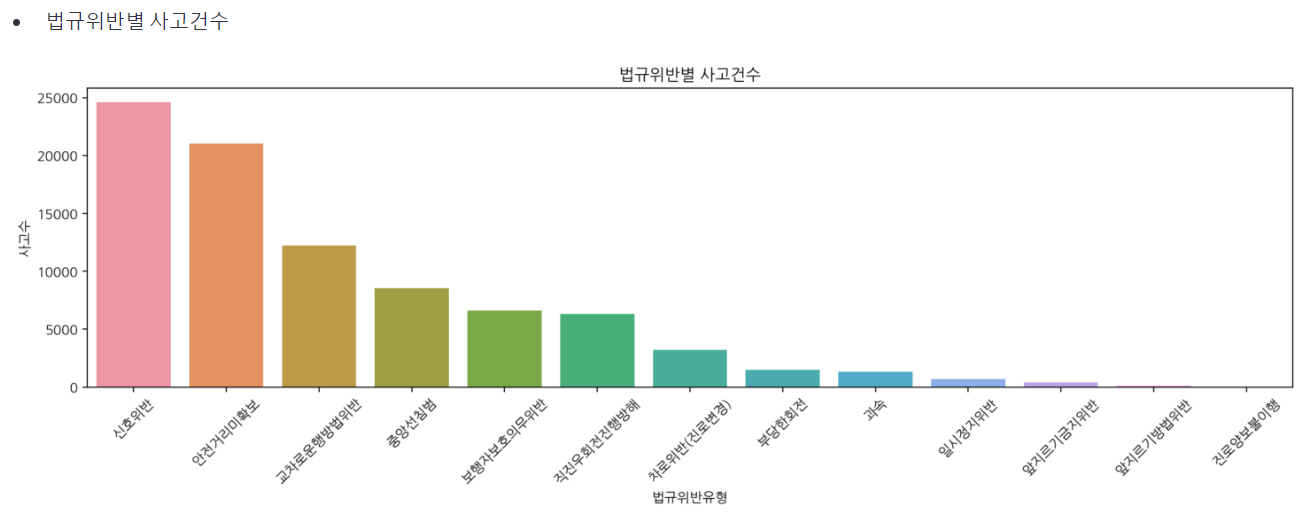 • 법규위반별 사고건수
법규위반별 사고건수
25000
20000
15000
10000
5000
0
사고수
신호위반
안전거리미확보
교차로운행방법위반
중앙선침범
보행자보호의무위반
직진우회전진행방해
차로위반(진로변경)
부당한회전
과속
일시정지위반
앞지르기금지위반
앞지르기방법위반
진로양보불이행
법규위반유형